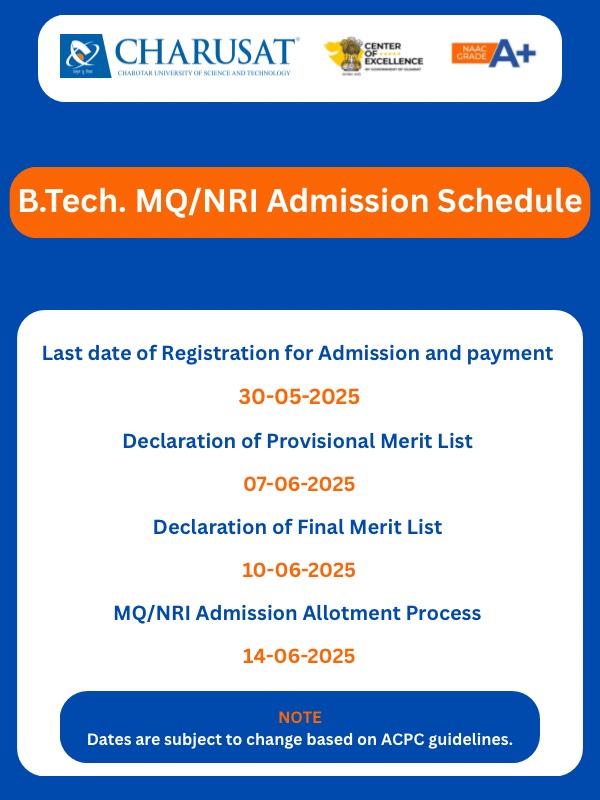 CHARUSAT®
CHAROTAR UNIVERSITY OF SCIENCE AND TECHNOLOGY
CENTER
OF
EXCELLENCE
BY GOVERNMENT OF GUJARAT
NAAC
GRADE
A+
B.Tech. MQ/NRI Admission Schedule
Last date of Registration for Admission and payment
30-05-2025
Declaration of Provisional Merit List
07-06-2025
Declaration of Final Merit List
10-06-2025
MQ/NRI Admission Allotment Process
14-06-2025
NOTE
Dates are subject to change based on ACPC guidelines.